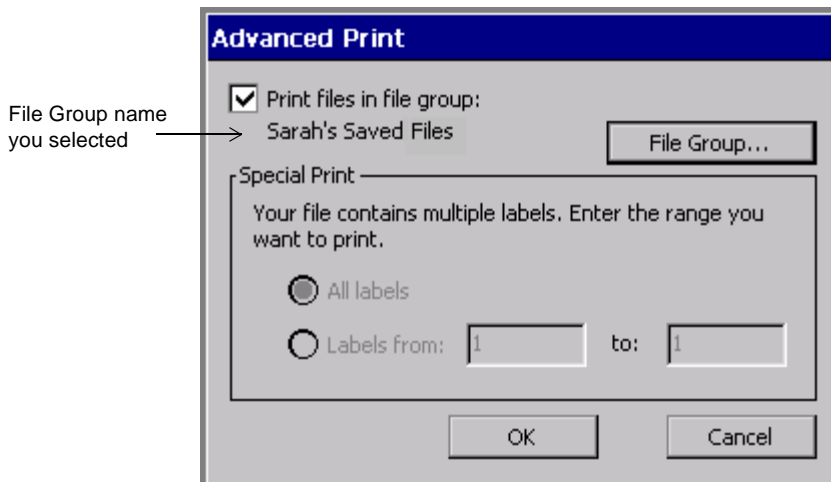 Advanced Print
Print files in file group:
File Group name
you selected
Sarah's Saved Files
File Group...
Special Print
Your file contains multiple labels. Enter the range you
want to print.
All labels
Labels from: 1 to: 1
OK Cancel